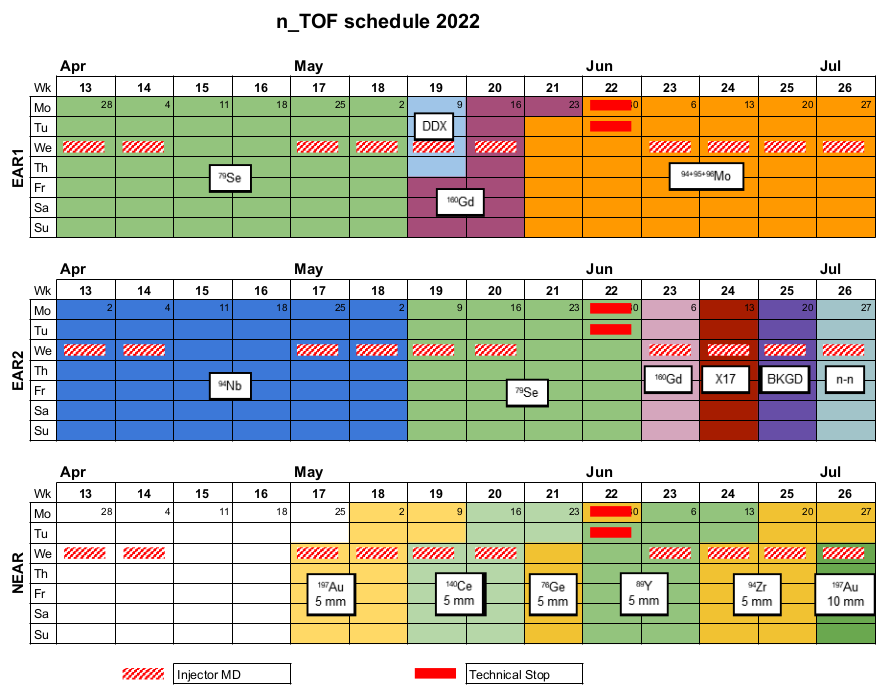 n_TOF schedule 2022
Apr May Jun Jul
Wk 13 14 15 16 17 18 19 20 21 22 23 24 25 26
EAR1
Mo 28 4 11 18 25 2 9 16 23 0 6 13 20 27
Tu
DDX
We
Th
⁷⁹Se
⁹⁴⁺⁹⁵⁺⁹⁶Mo
Fr
Sa
¹⁶⁰Gd
Su
Apr May Jun Jul
Wk 13 14 15 16 17 18 19 20 21 22 23 24 25 26
EAR2
Mo 2 4 11 18 25 2 9 16 23 0 6 13 20 27
Tu
We
Th
¹⁶⁰Gd X17 BKGD n-n
Fr
⁹⁴Nb
⁷⁹Se
Sa
Su
Apr May Jun Jul
Wk 13 14 15 16 17 18 19 20 21 22 23 24 25 26
NEAR
Mo 28 4 11 18 25 2 9 16 23 0 6 13 20 27
Tu
We
Th
Fr
¹⁹⁷Au
5 mm
¹⁴⁰Ce
5 mm
⁷⁶Ge
5 mm
⁸⁹Y
5 mm
⁹⁴Zr
5 mm
¹⁹⁷Au
10 mm
Sa
Su
Injector MD
Technical Stop